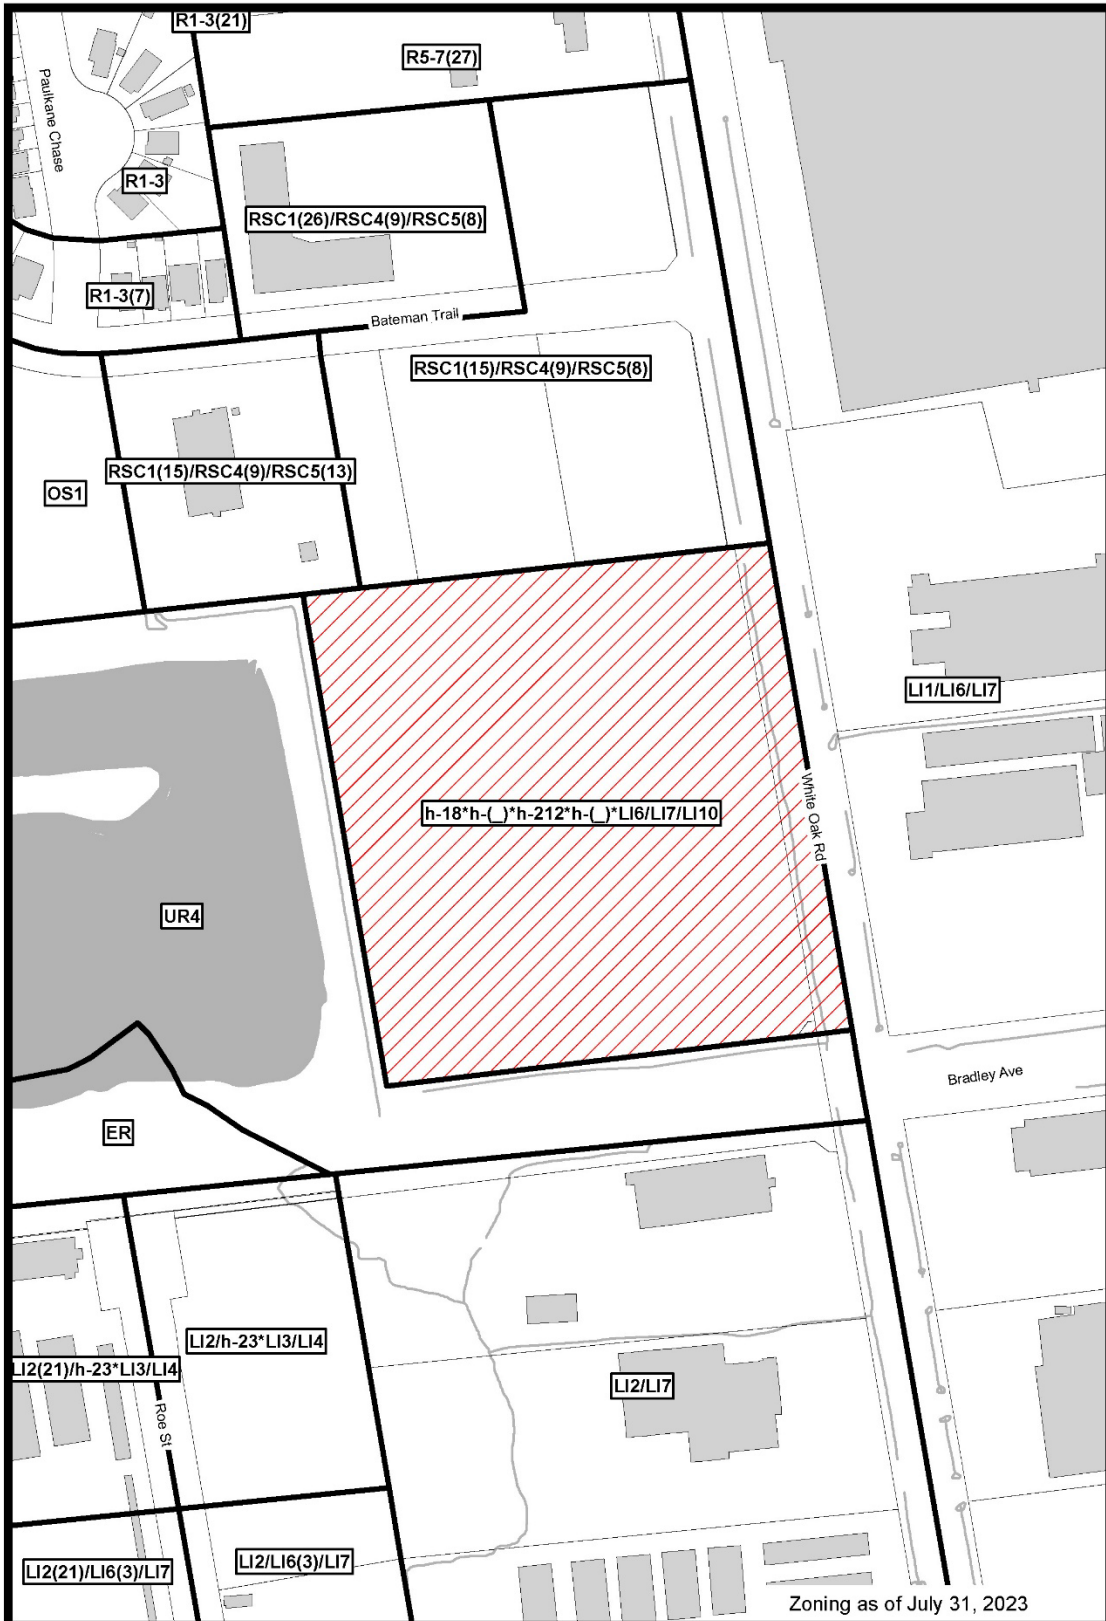 R1-3(21)
R5-7(27)
Paulkane Chase
R1-3
RSC1(26)/RSC4(9)/RSC5(8)
R1-3(7)
Bateman Trail
RSC1(15)/RSC4(9)/RSC5(8)
RSC1(15)/RSC4(9)/RSC5(13)
OS1
LI1/LI6/LI7
White Oak Rd
h-18*h-(_)*h-212*h-(_)*LI6/LI7/LI10
UR4
Bradley Ave
ER
LI2/h-23*LI3/LI4
LI2(21)/h-23*LI3/LI4
LI2/LI7
Roe St
LI2/LI6(3)/LI7
LI2(21)/LI6(3)/LI7
Zoning as of July 31, 2023